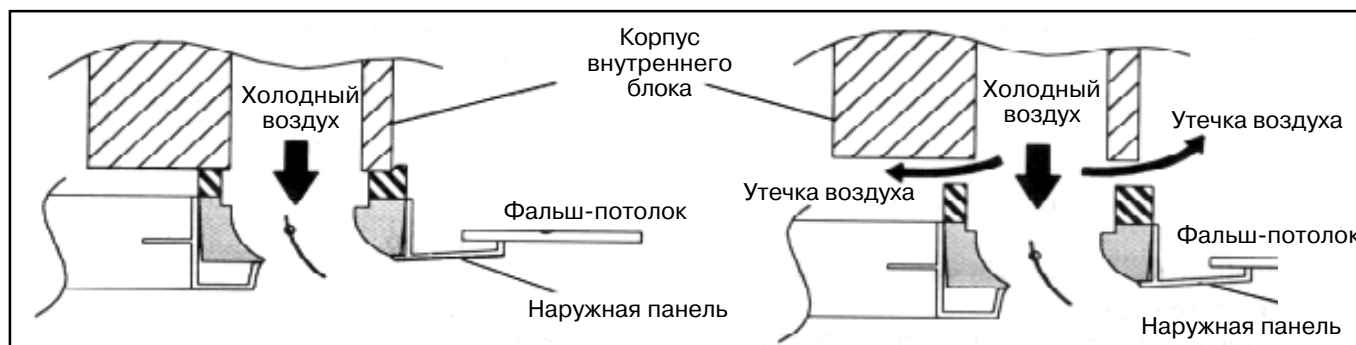 Корпус
внутреннего
блока
Холодный
воздух
Фальш-потолок
Наружная панель
Холодный
воздух
Утечка воздуха
Утечка воздуха
Фальш-потолок
Наружная панель